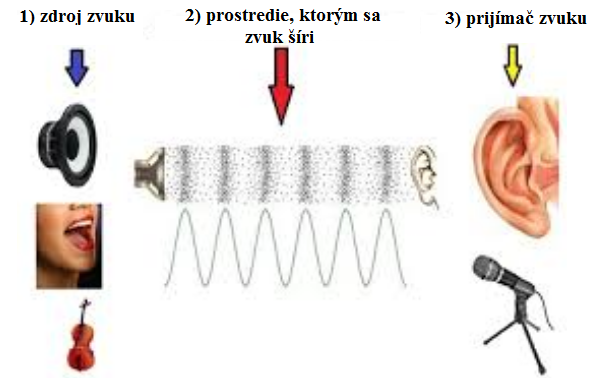 1) zdroj zvuku
2) prostredie, ktorým sa
zvuk šíri
3) prijímač zvuku